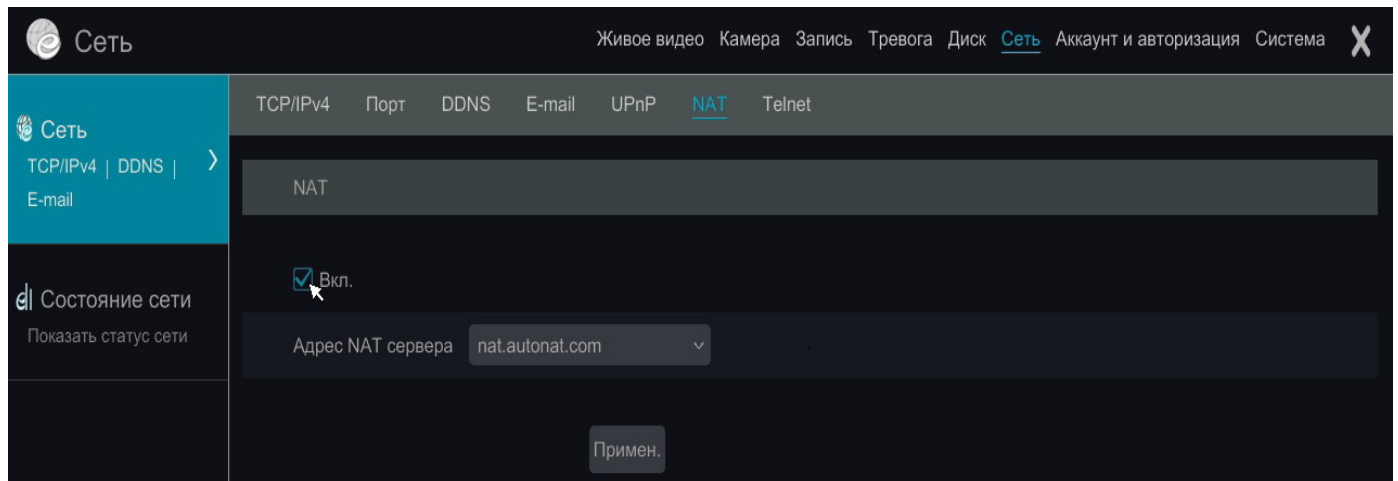 Сеть
Живое видео Камера Запись Тревога Диск Сеть Аккаунт и авторизация Система X
TCP/IPv4 Порт DDNS E-mail UPnP NAT Telnet
Сеть
TCP/IPv4 | DDNS |
E-mail
NAT
Вкл.
Состояние сети
Показать статус сети
Адрес NAT сервера nat.autonat.com
Примен.